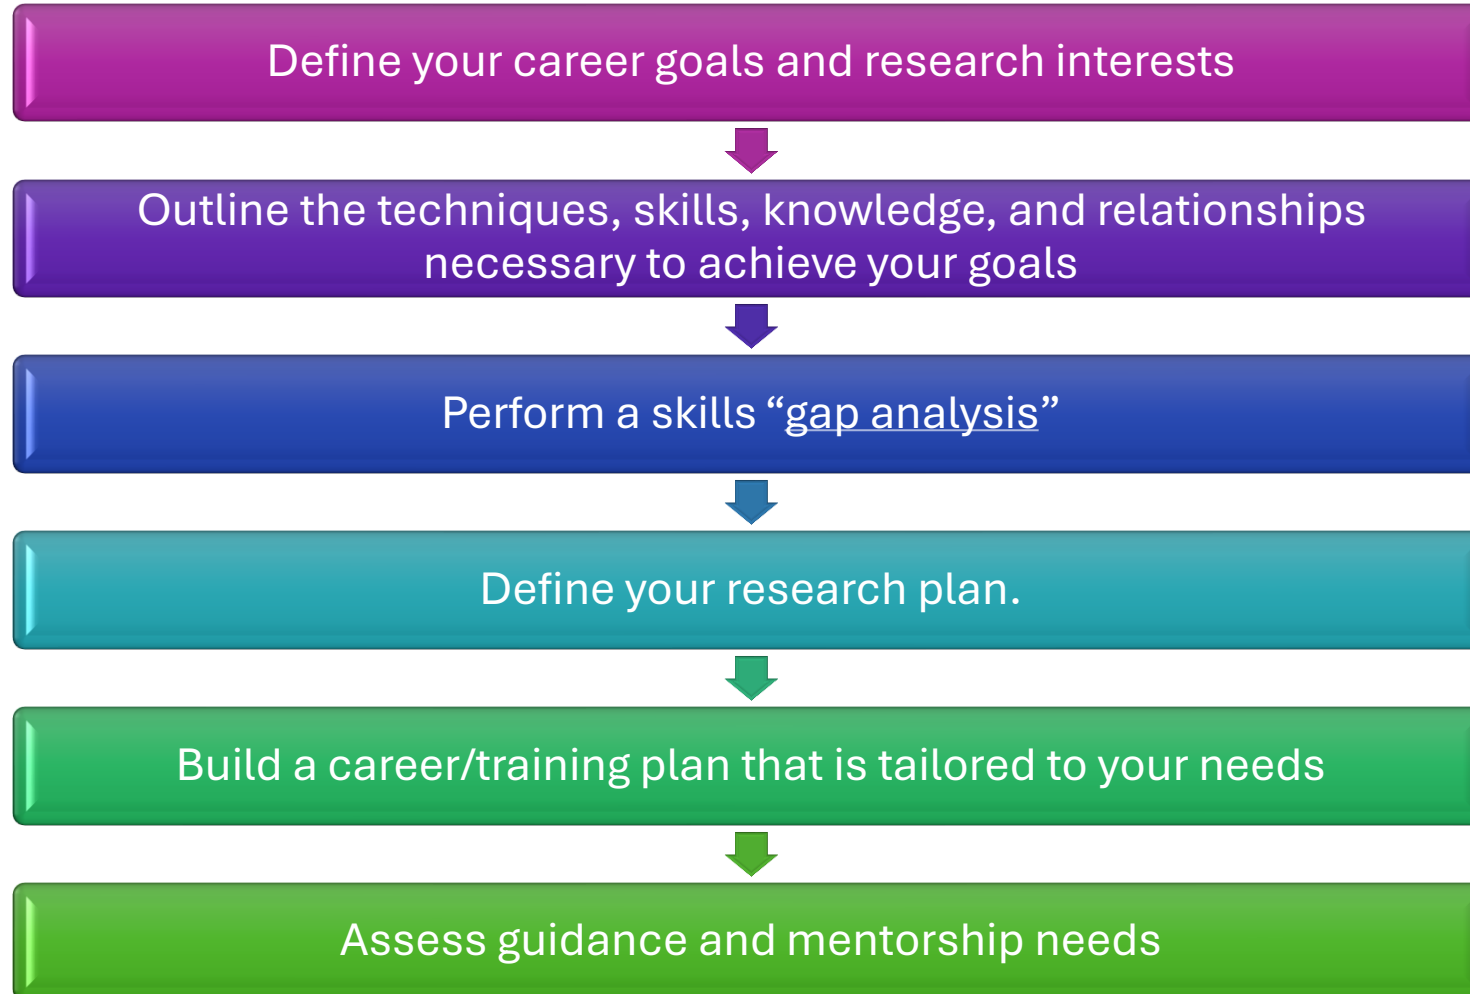 Define your career goals and research interests
Outline the techniques, skills, knowledge, and relationships
necessary to achieve your goals
Perform a skills “gap analysis”
Define your research plan.
Build a career/training plan that is tailored to your needs
Assess guidance and mentorship needs